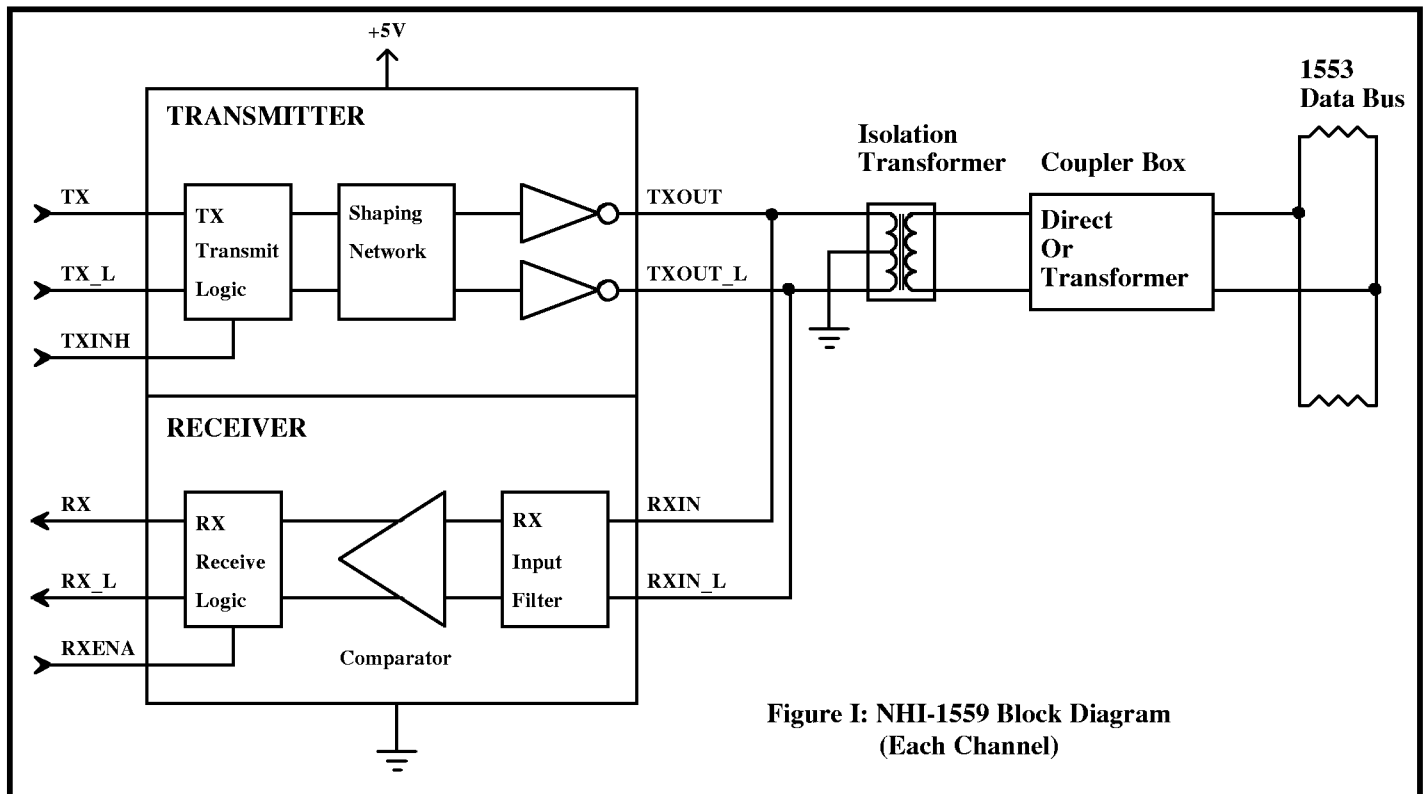 +5V
1553
Data Bus
TRANSMITTER
Isolation
Transformer
Coupler Box
TX
TX
Transmit
Logic
Shaping
Network
TXOUT
Direct
Or
Transformer
TX_L
TXOUT_L
TXINH
RECEIVER
RX
RX
Receive
Logic
RX
Input
Filter
RXIN
RX_L
RXIN_L
RXENA
Comparator
Figure I: NHI-1559 Block Diagram
(Each Channel)